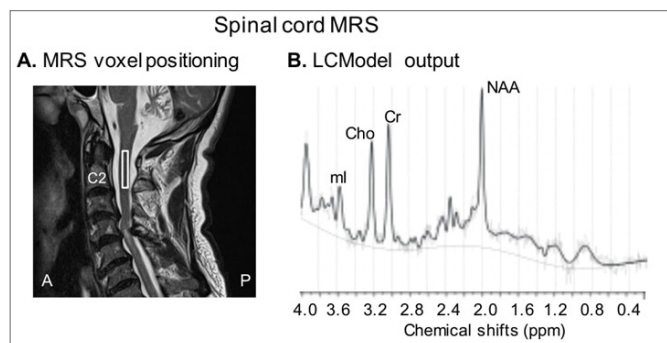 Spinal cord MRS
A. MRS voxel positioning
B. LCModel output
C2
A
P
NAA
Cr
Cho
mI
4.0 3.6 3.2 2.8 2.4 2.0 1.6 1.2 0.8 0.4
Chemical shifts (ppm)